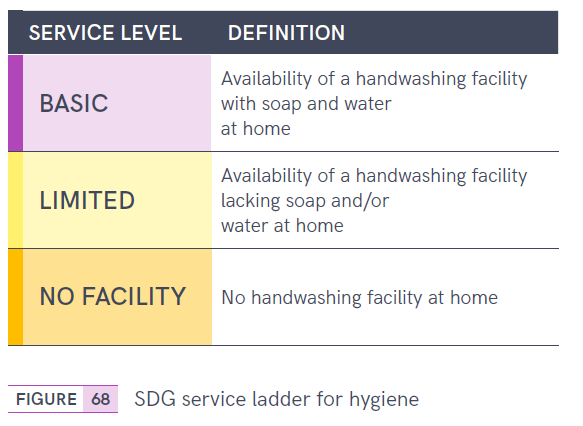 SERVICE LEVEL DEFINITION
BASIC
Availability of a handwashing facility
with soap and water
at home
LIMITED
Availability of a handwashing facility
lacking soap and/or
water at home
NO FACILITY
No handwashing facility at home
FIGURE 68 SDG service ladder for hygiene